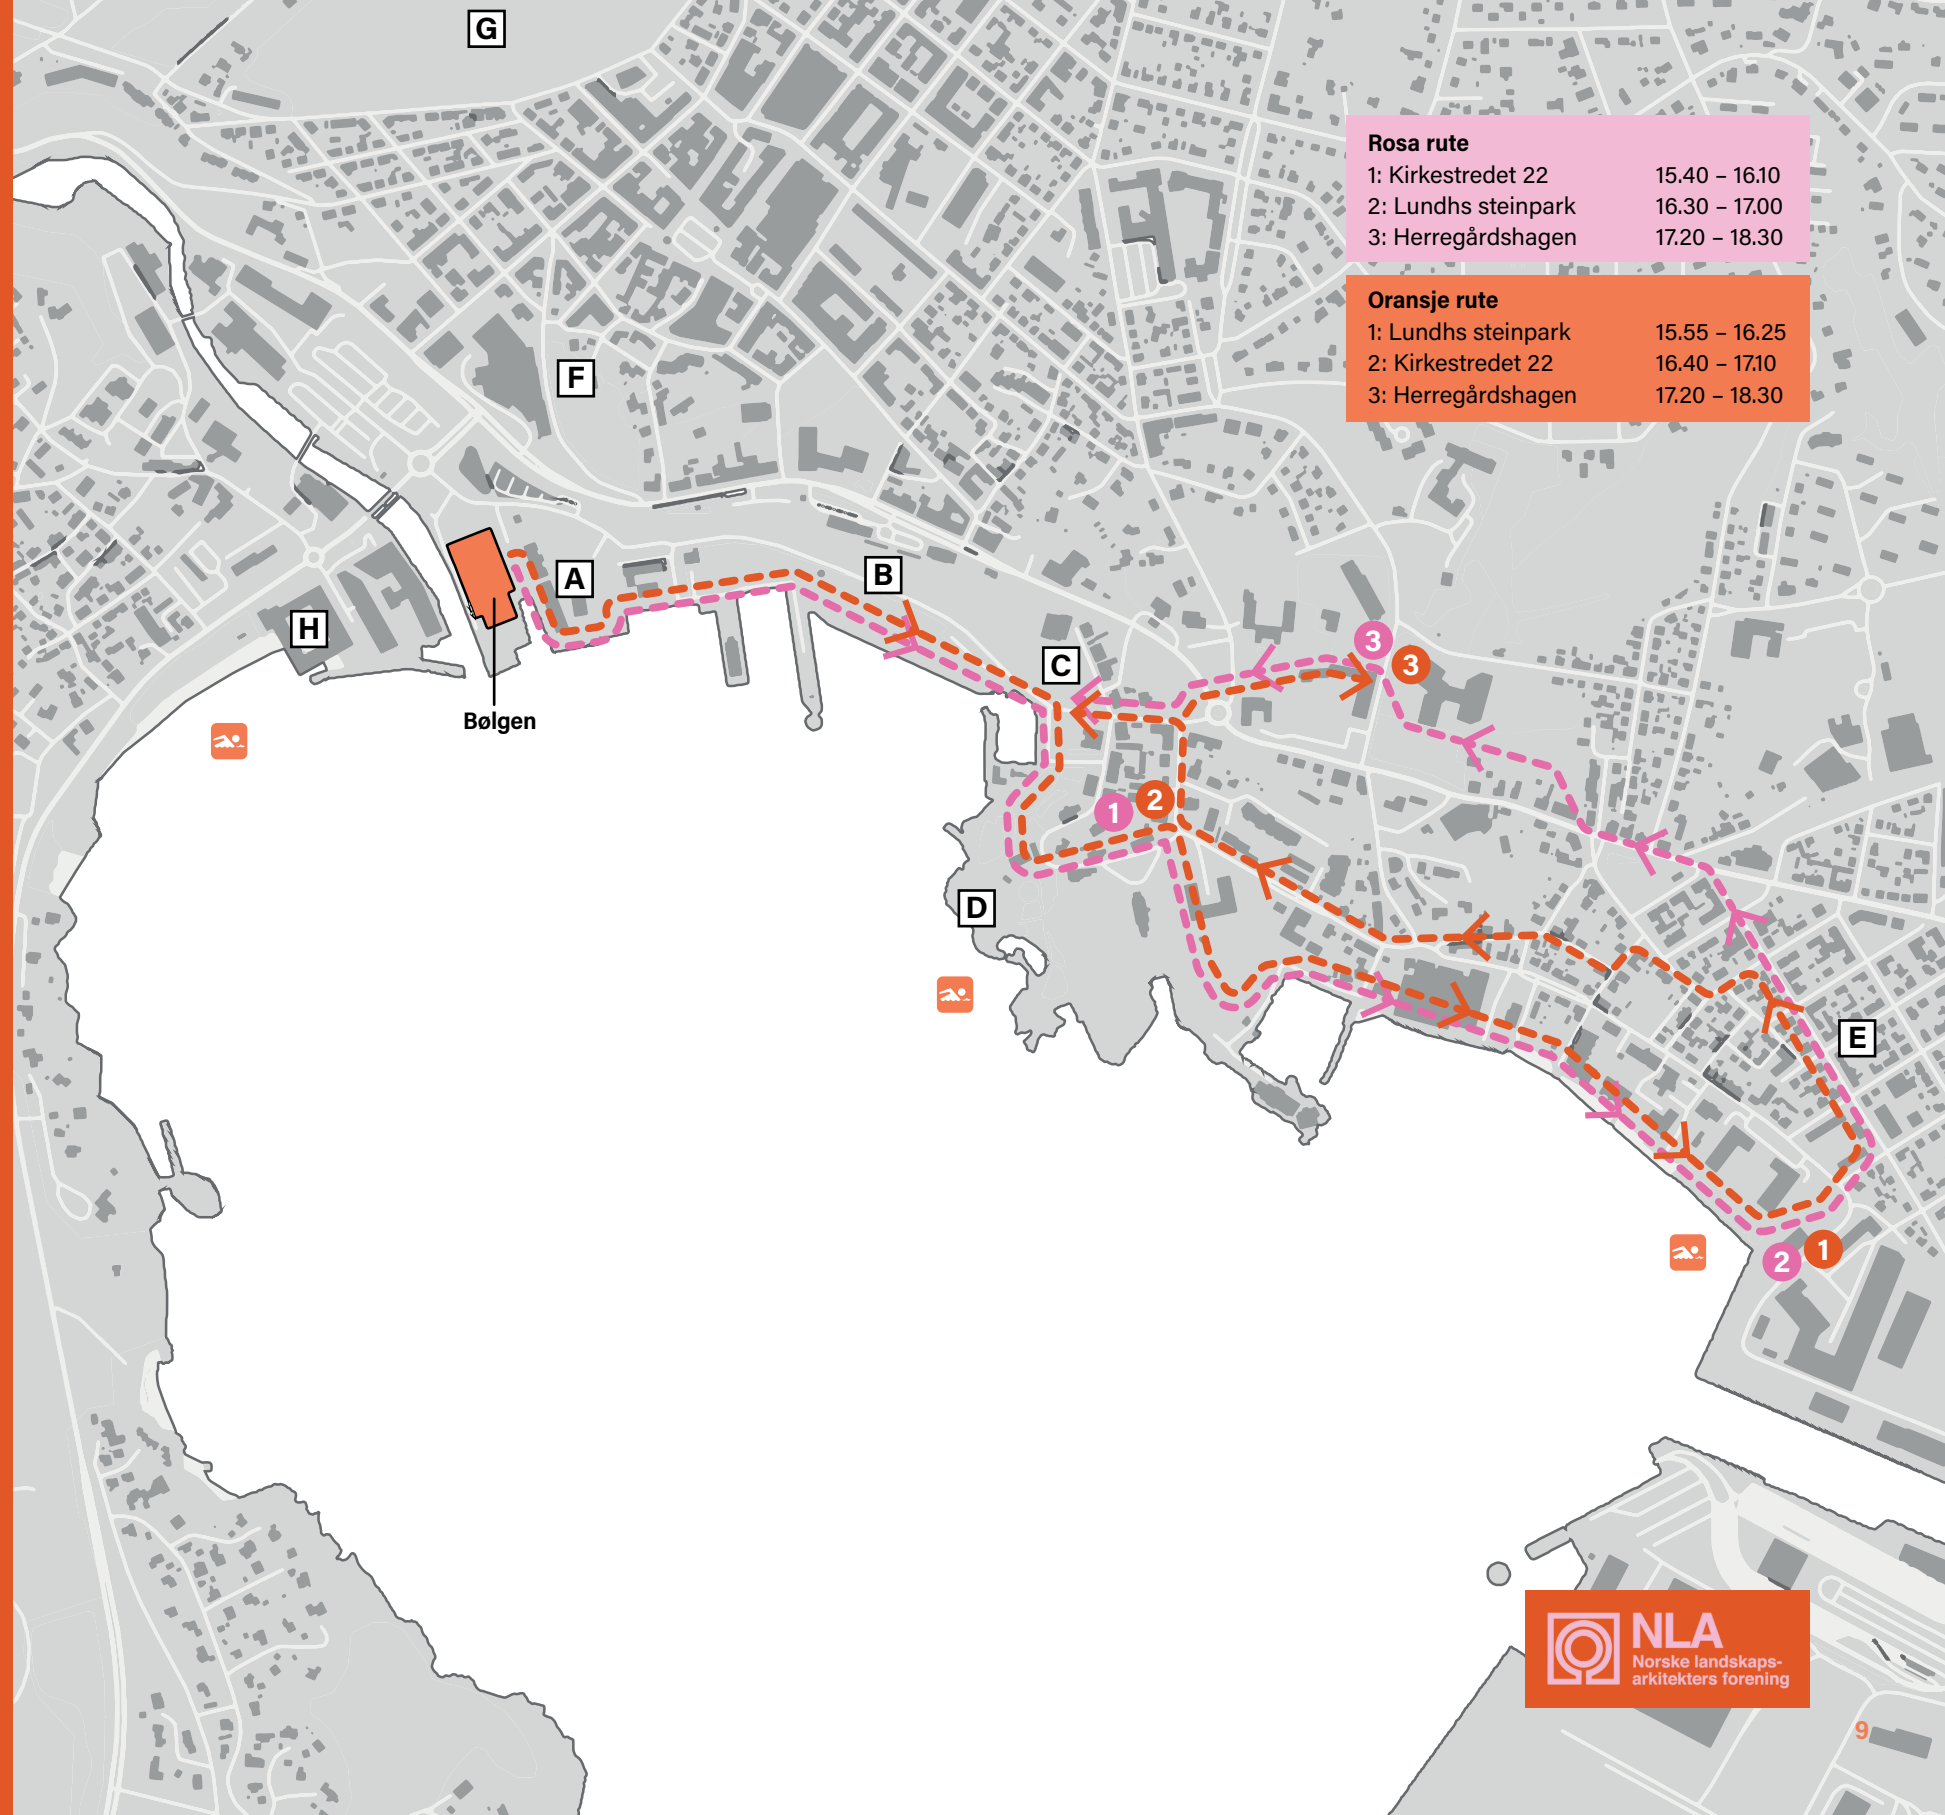 G
Rosa rute
1: Kirkestredet 22 15.40 – 16.10
2: Lundhs steinpark 16.30 – 17.00
3: Herregårdshagen 17.20 – 18.30
Oransje rute
1: Lundhs steinpark 15.55 – 16.25
2: Kirkestredet 22 16.40 – 17.10
3: Herregårdshagen 17.20 – 18.30
F
A
B
H
C
3
3
Bølgen
1
2
D
E
2
1
NLA
Norske landskaps-
arkitekters forening
9